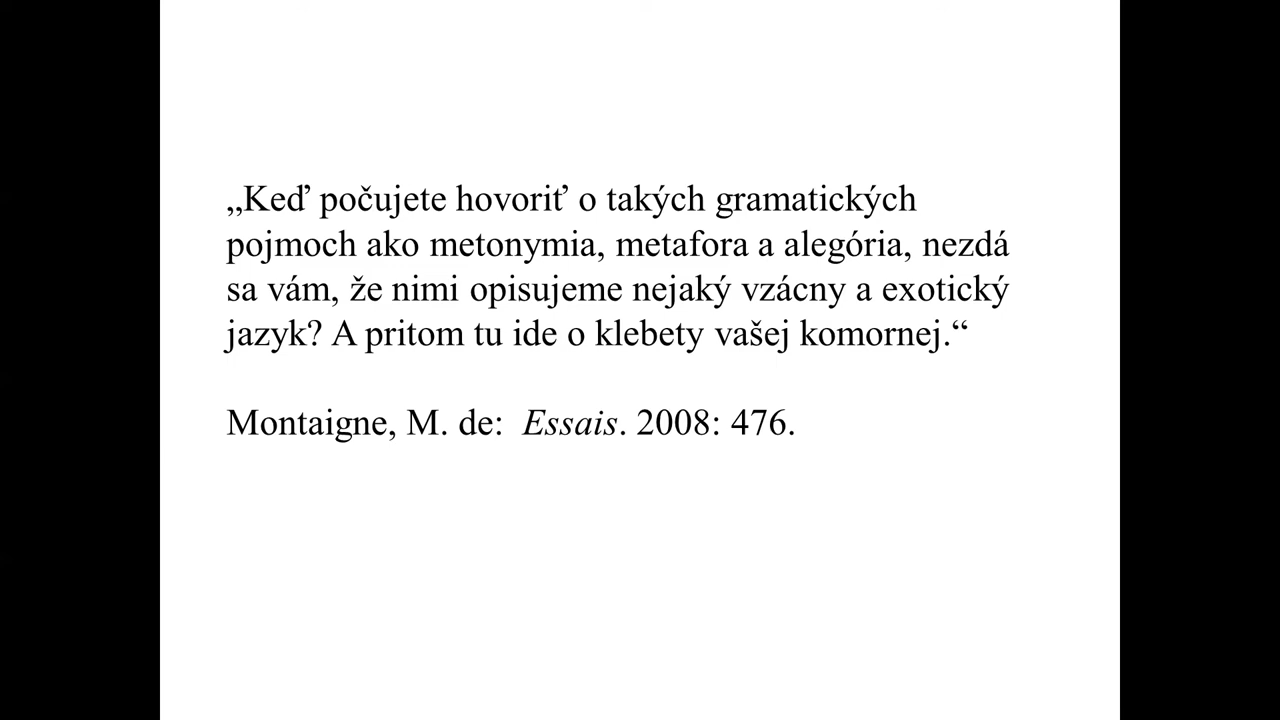 „Keď počujete hovoriť o takých gramatických
pojmoch ako metonymia, metafora a alegória, nezdá
sa vám, že nimi opisujeme nejaký vzácny a exotický
jazyk? A pritom tu ide o klebety vašej komornej.“
Montaigne, M. de: Essais. 2008: 476.